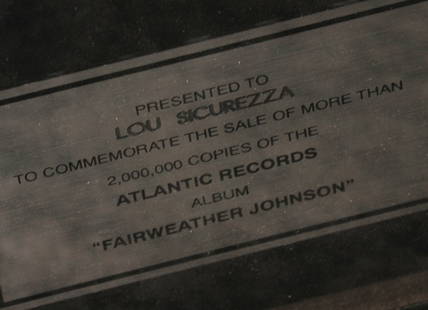 PRESENTED TO
LOU SICUREZZA
TO COMMEMORATE THE SALE OF MORE THAN
2,000,000 COPIES OF THE
ATLANTIC RECORDS
ALBUM
"FAIRWEATHER JOHNSON"